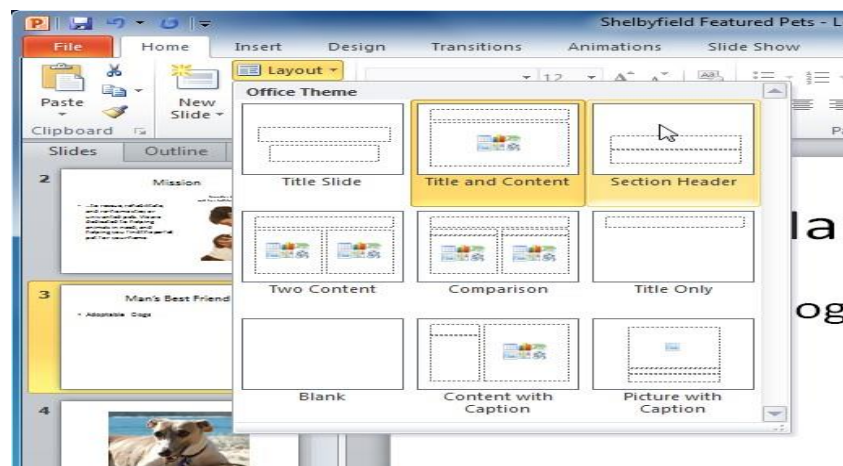 P
Shelbyfield Featured Pets - L
File Home Insert Design Transitions Animations Slide Show
Layout
12
Paste
New
Slide
Clipboard
Slides Outline
Office Theme
Title Slide
Title and Content
Section Header
Two Content
Comparison
Title Only
Blank
Content with
Caption
Picture with
Caption
2
Mission
3
Man's Best Friend
• Adoptable Dogs
4
la
og